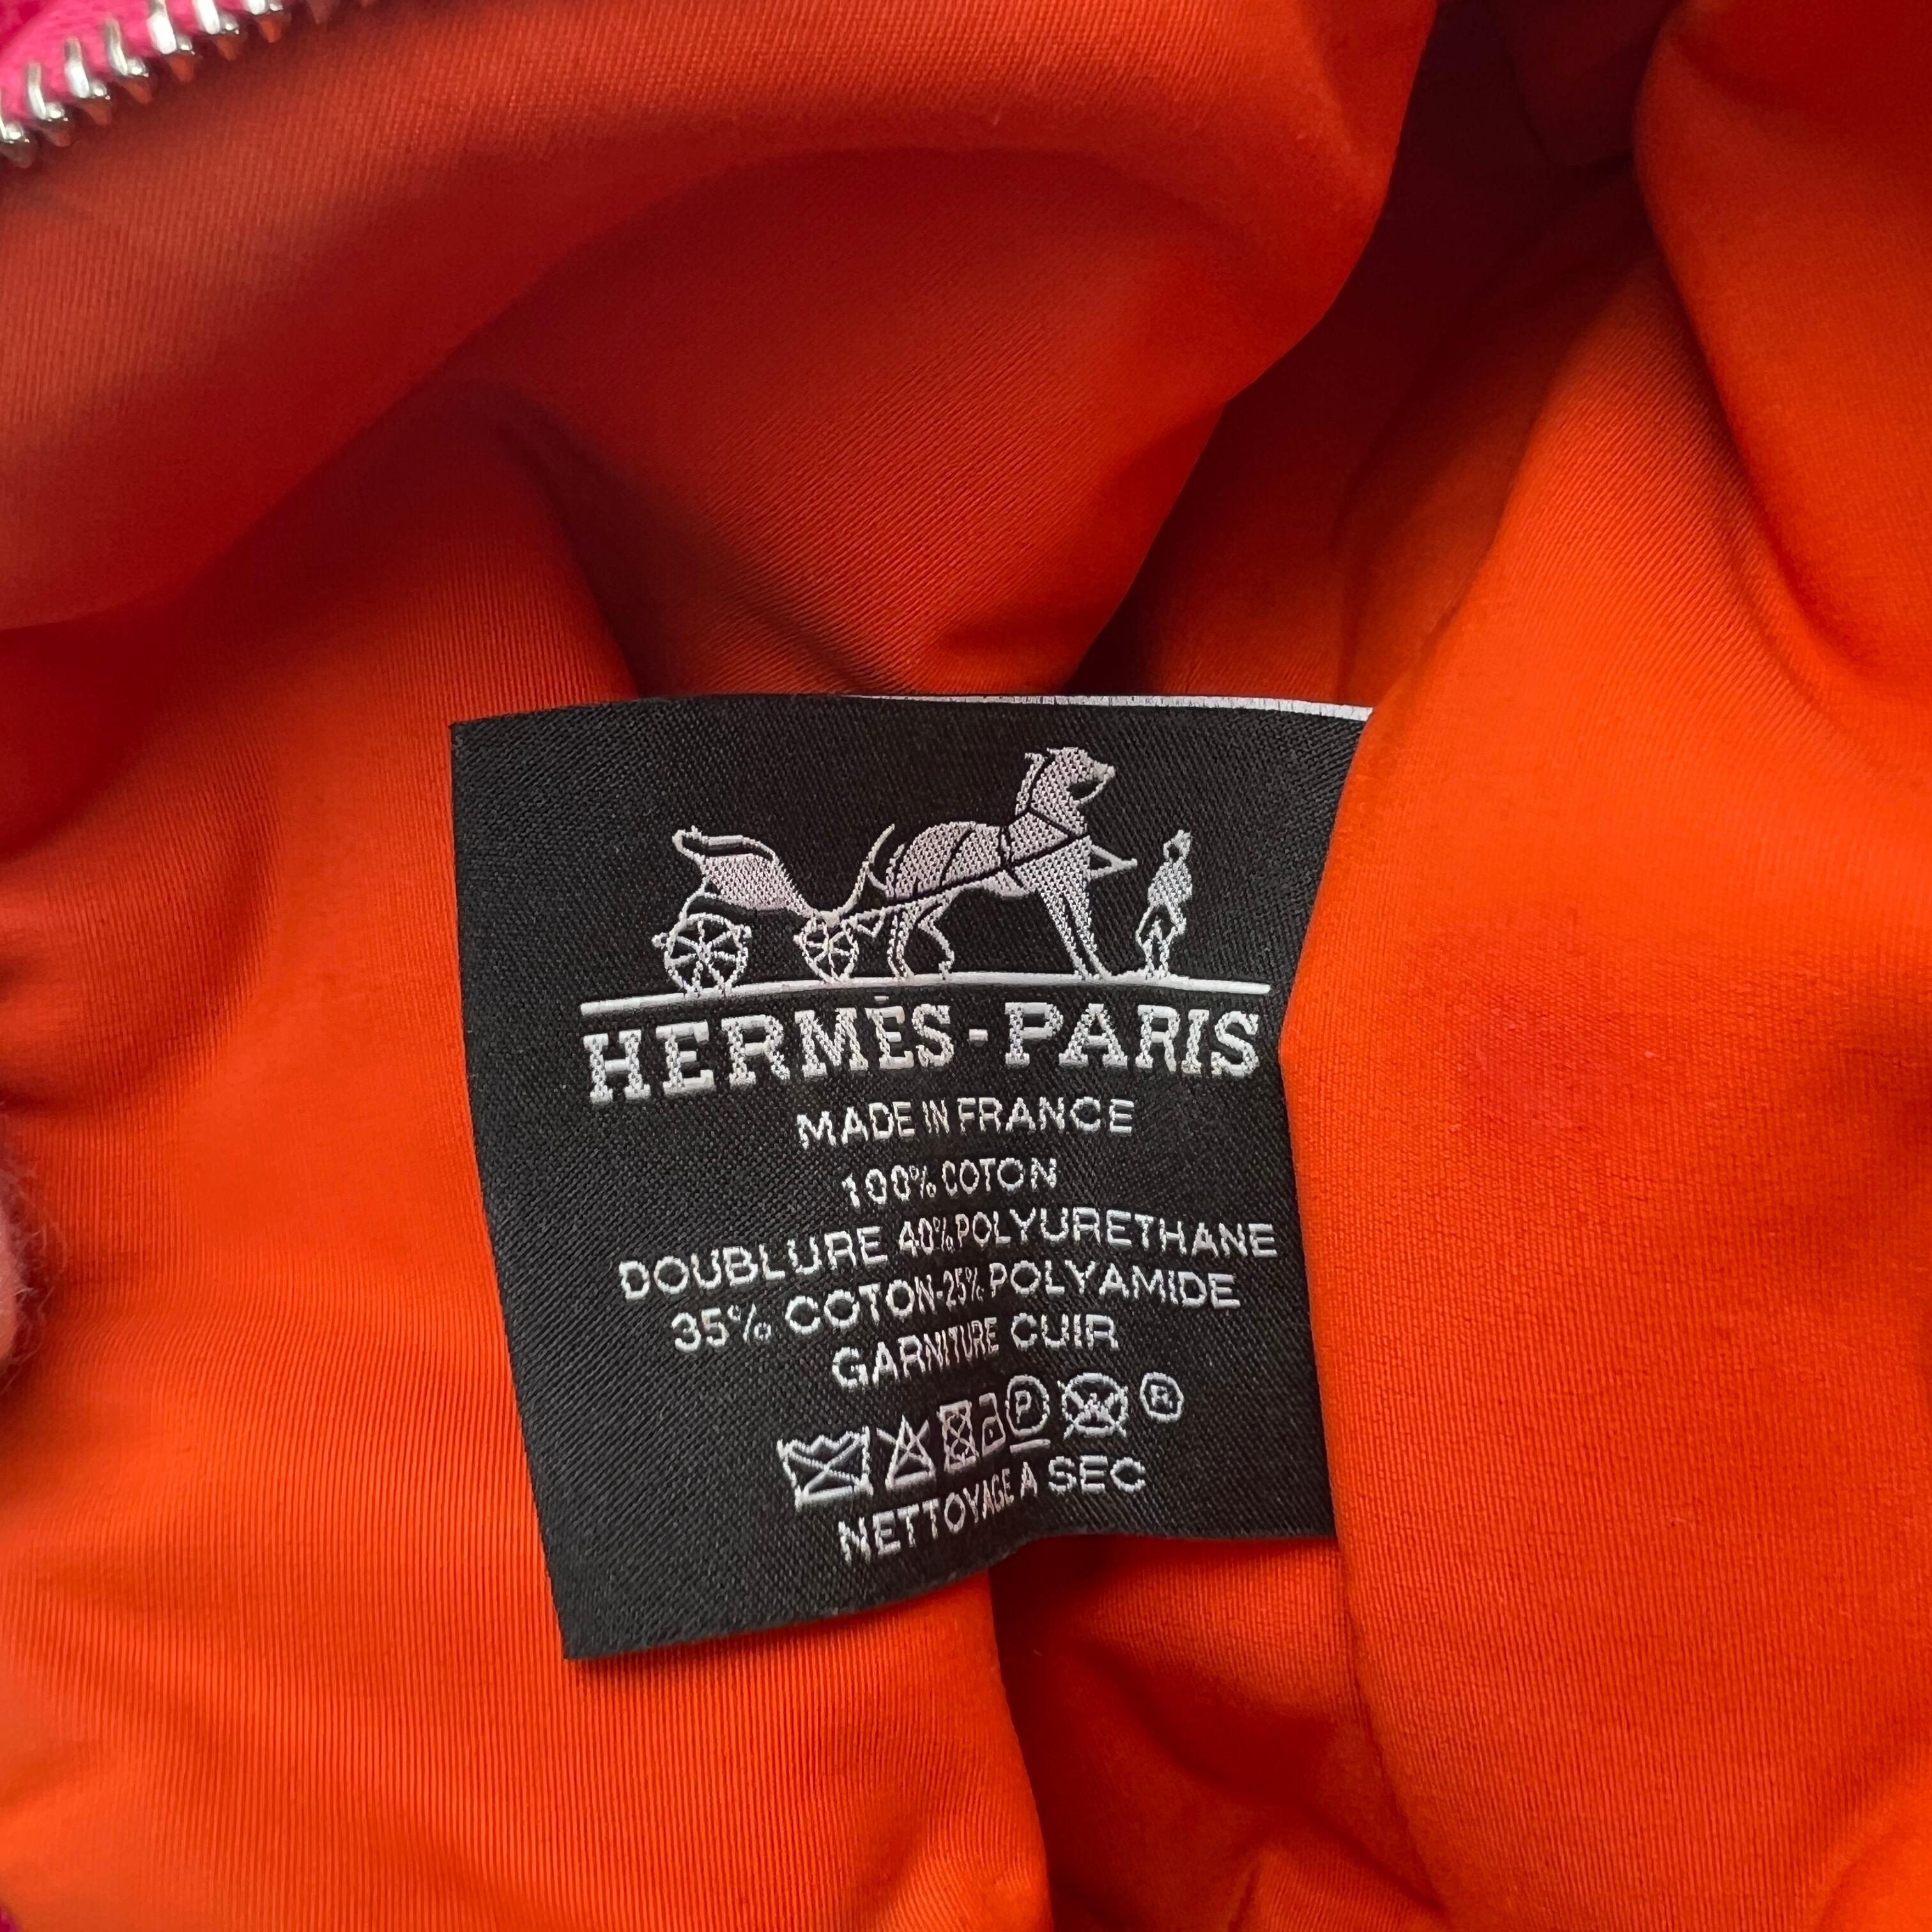 HERMÈS-PARIS
MADE IN FRANCE
100% COTON
DOUBLURE 40% POLYURETHANE
35% COTON-25% POLYAMIDE
GARNITURE CUIR
P ®
NETTOYAGE A SEC